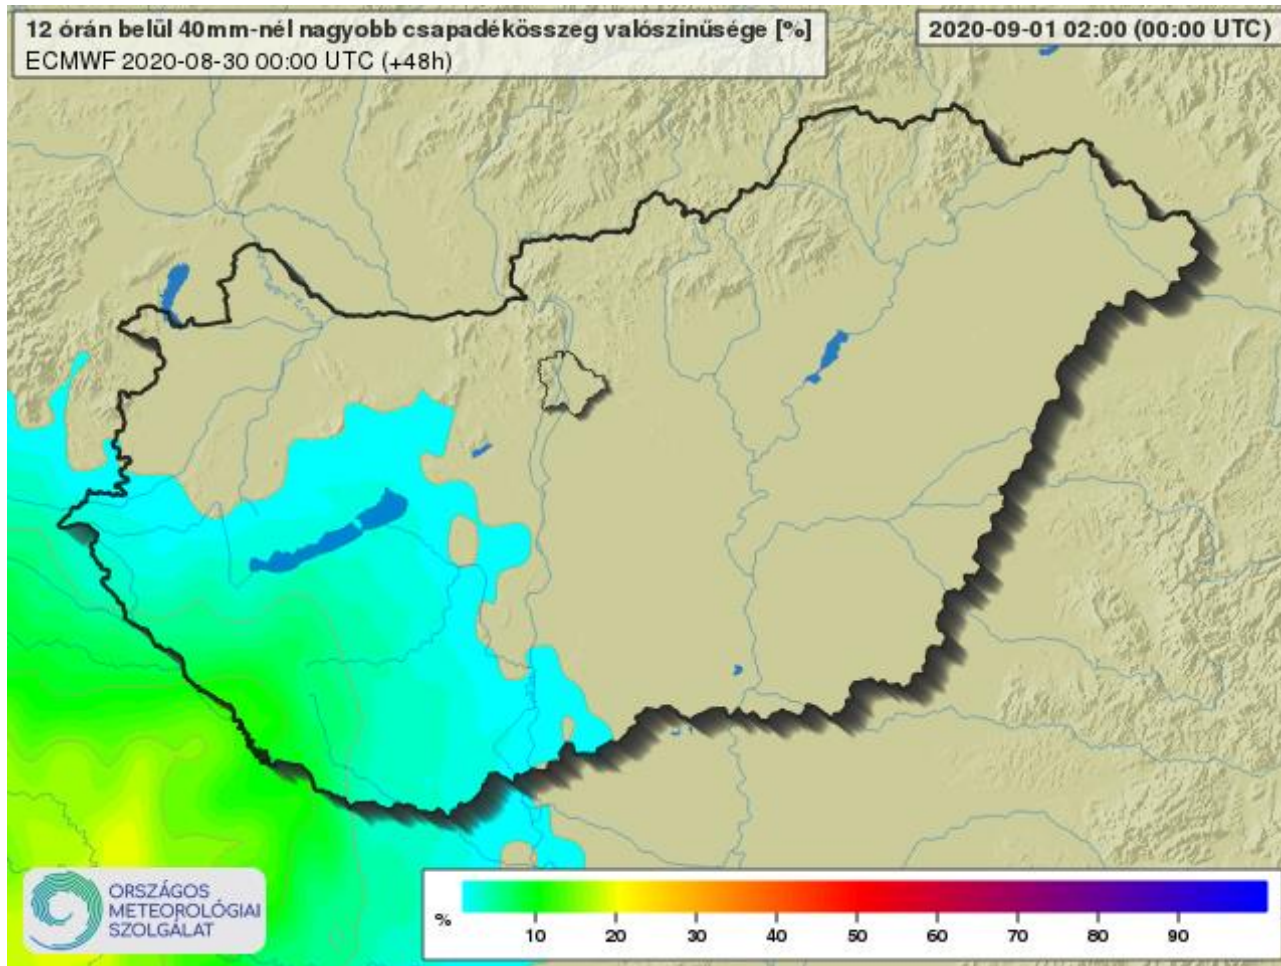 12 órán belül 40mm-nél nagyobb csapadékösszeg valószinűsége [%]
ECMWF 2020-08-30 00:00 UTC (+48h)
2020-09-01 02:00 (00:00 UTC)
ORSZÁGOS
METEOROLÓGIAI
SZOLGÁLAT
% 10 20 30 40 50 60 70 80 90